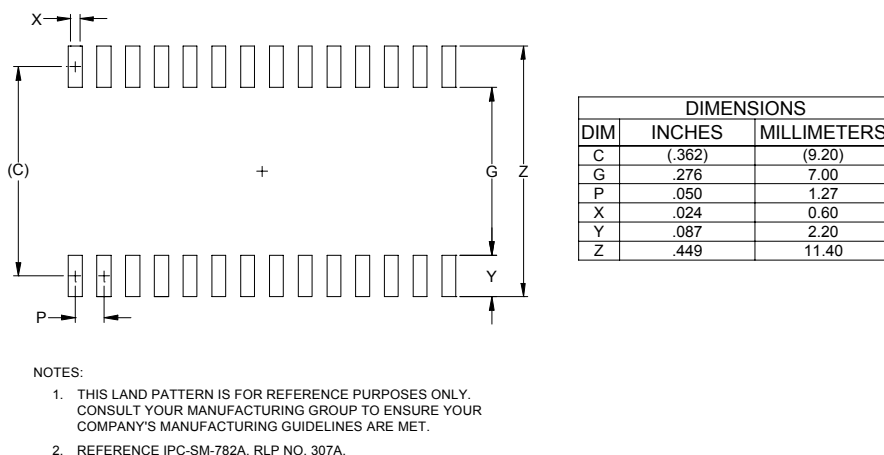 X
(C)
G
Z
Y
P
DIMENSIONS
DIM INCHES MILLIMETERS
C (.362) (9.20)
G .276 7.00
P .050 1.27
X .024 0.60
Y .087 2.20
Z .449 11.40
NOTES:
1. THIS LAND PATTERN IS FOR REFERENCE PURPOSES ONLY.
CONSULT YOUR MANUFACTURING GROUP TO ENSURE YOUR
COMPANY'S MANUFACTURING GUIDELINES ARE MET.
2. REFERENCE IPC-SM-782A, RLP NO. 307A.